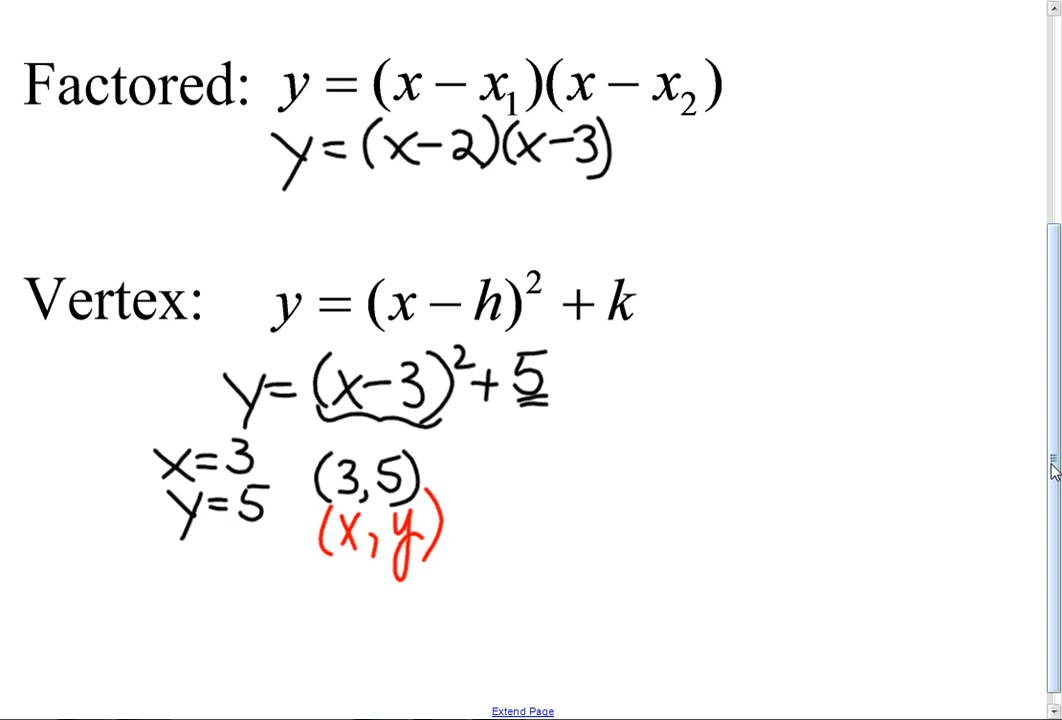 Factored: y = (x − x₁)(x − x₂)
y = (x−2)(x−3)
Vertex: y = (x − h)² + k
y = (x−3)² + 5
x=3 (3,5)
y=5 (x,y)
Extend Page